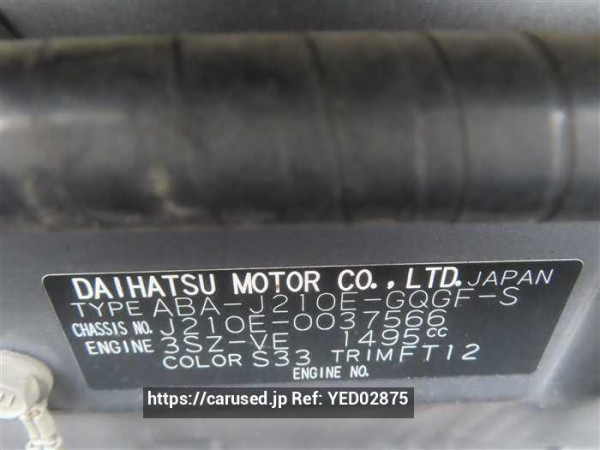 DAIHATSU MOTOR CO., LTD. JAPAN
TYPE ABA-J210E-GQGF-S
CHASSIS NO. J210E-0037566
ENGINE 3SZ-VE 1495cc
COLOR S33 TRIM FT12
ENGINE NO.
https://carused.jp Ref: YED02875